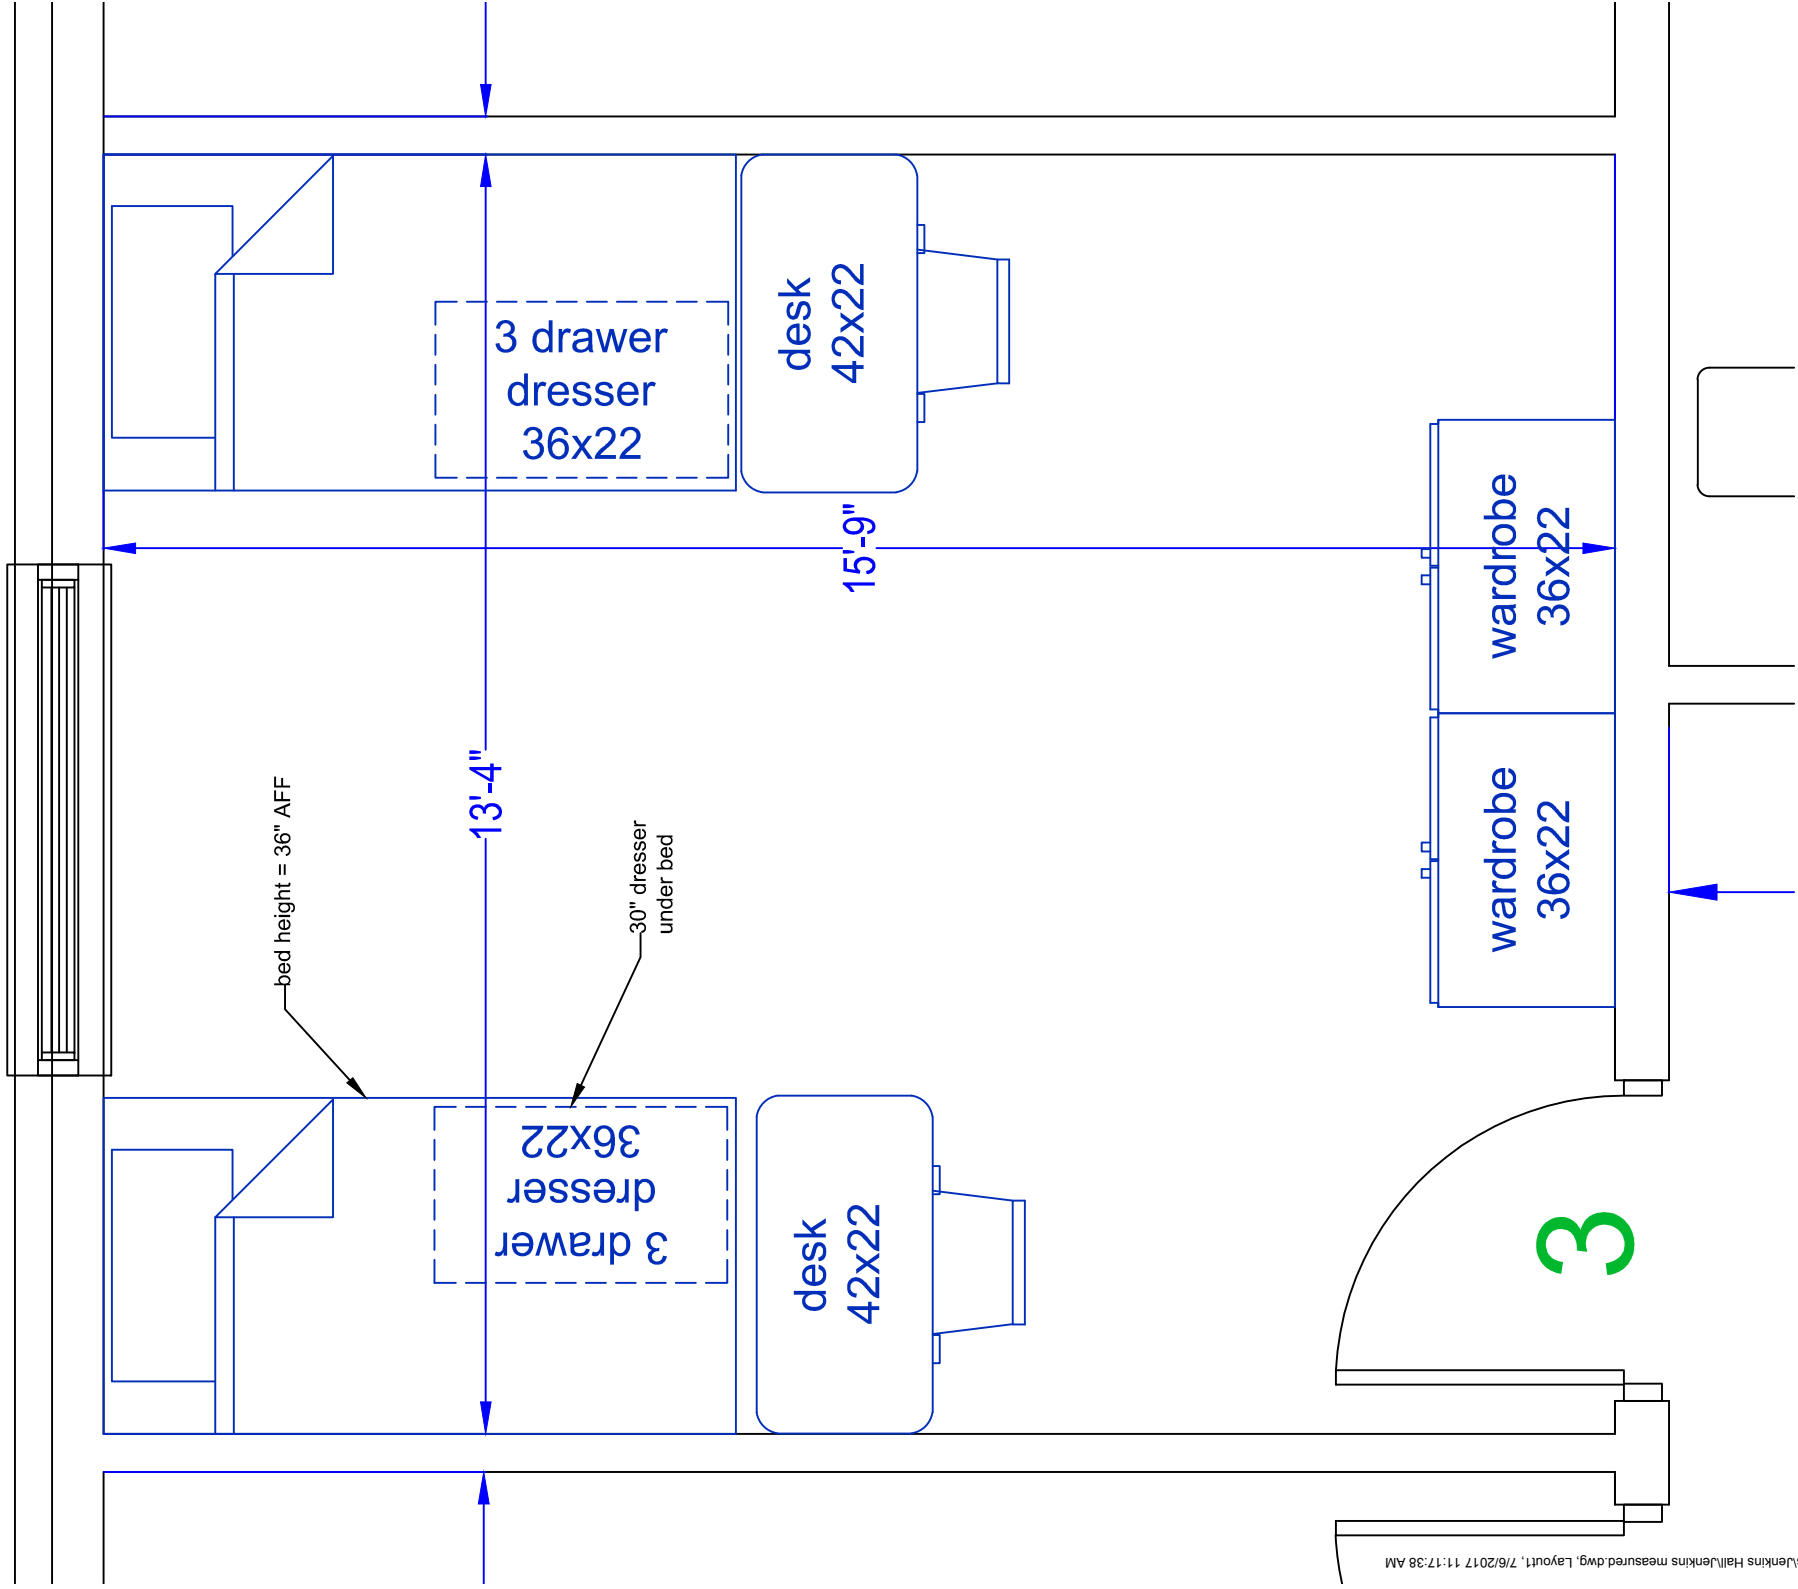 3 drawer
dresser
36x22
desk
42x22
15'-9"
wardrobe
36x22
wardrobe
36x22
13'-4"
bed height = 36" AFF
30" dresser
under bed
3 drawer
dresser
36x22
desk
42x22
3
\Jenkins Hall\Jenkins measured.dwg, Layout1, 7/6/2017 11:17:38 AM